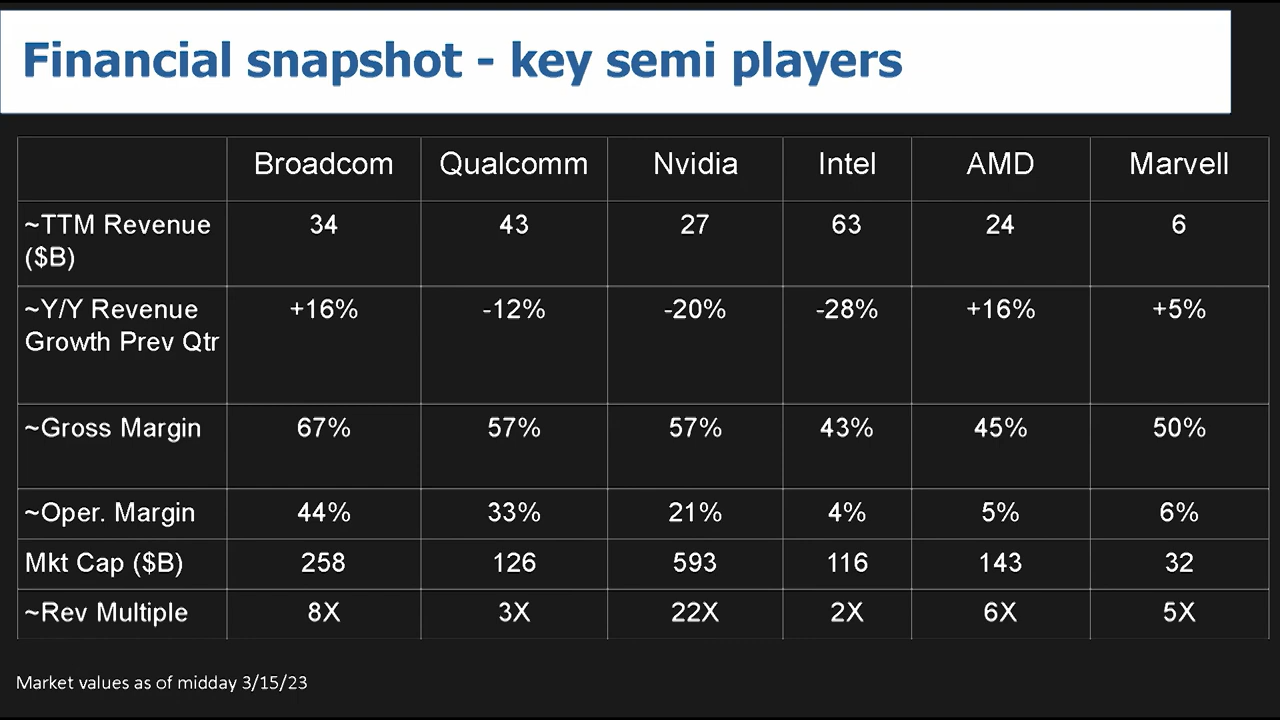 Financial snapshot - key semi players
Broadcom Qualcomm Nvidia Intel AMD Marvell
~TTM Revenue 34 43 27 63 24 6
($B)
~Y/Y Revenue +16% -12% -20% -28% +16% +5%
Growth Prev Qtr
~Gross Margin 67% 57% 57% 43% 45% 50%
~Oper. Margin 44% 33% 21% 4% 5% 6%
Mkt Cap ($B) 258 126 593 116 143 32
~Rev Multiple 8X 3X 22X 2X 6X 5X
Market values as of midday 3/15/23